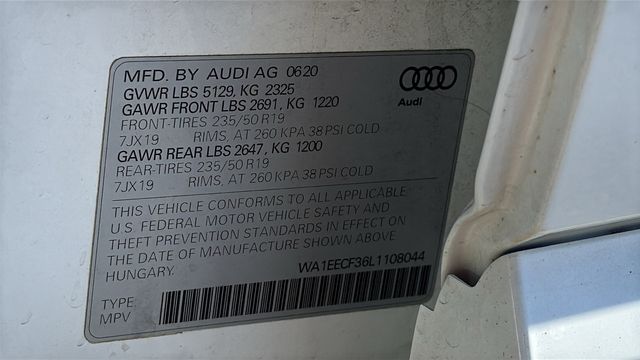 MFD. BY AUDI AG 0620
GVWR LBS 5129, KG 2325
GAWR FRONT LBS 2691, KG 1220
FRONT-TIRES 235/50 R19
7JX19 RIMS, AT 260 KPA 38 PSI COLD
GAWR REAR LBS 2647, KG 1200
REAR-TIRES 235/50 R19
7JX19 RIMS, AT 260 KPA 38 PSI COLD
Audi
THIS VEHICLE CONFORMS TO ALL APPLICABLE
U.S. FEDERAL MOTOR VEHICLE SAFETY AND
THEFT PREVENTION STANDARDS IN EFFECT ON
THE DATE OF MANUFACTURE SHOWN ABOVE.
HUNGARY.
WA1EECF36L1108044
TYPE:
MPV